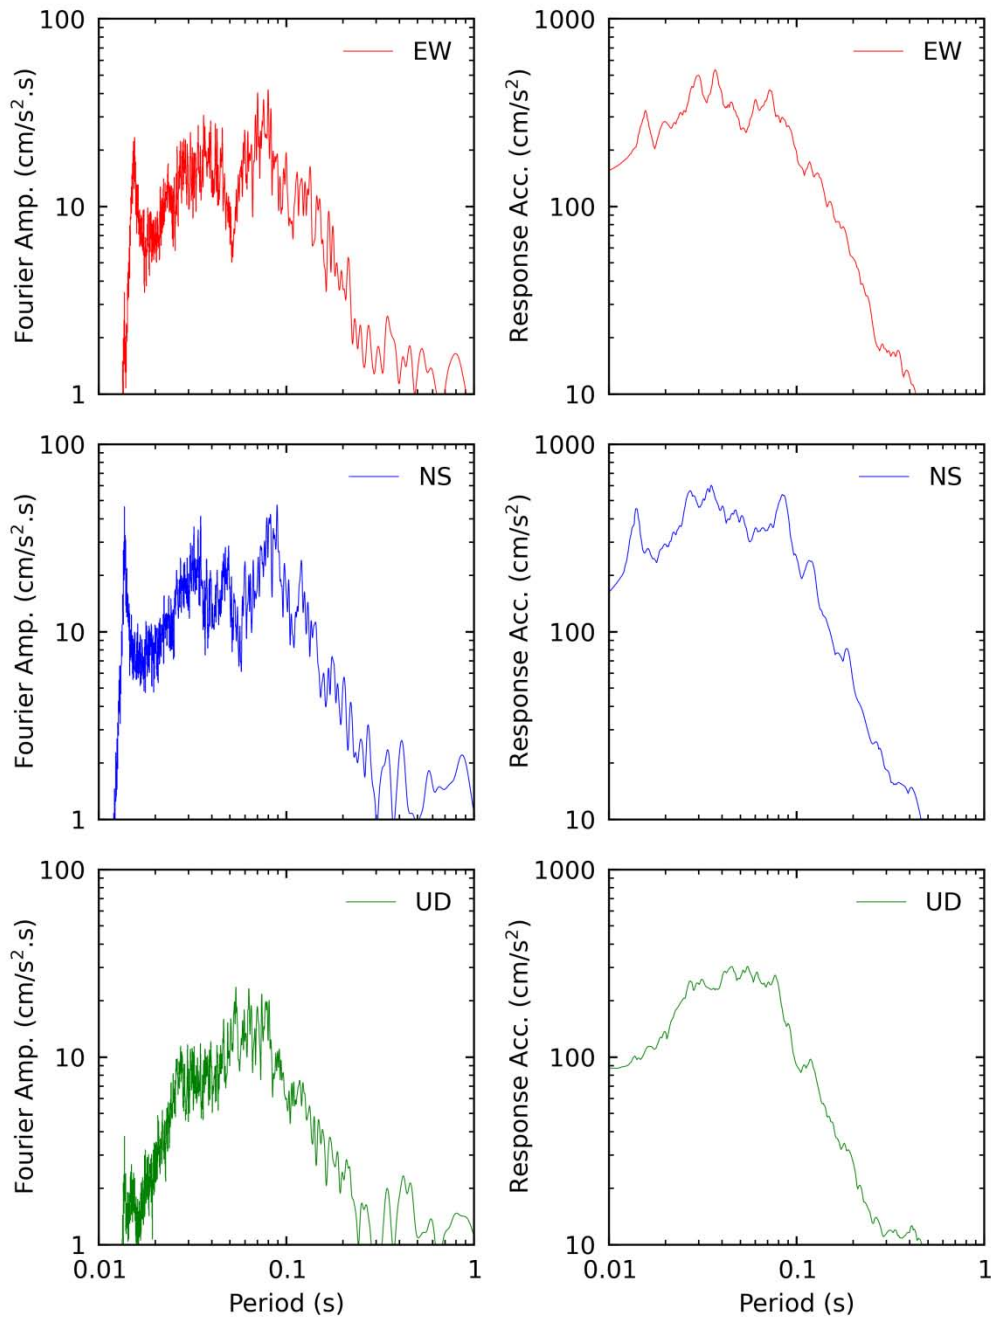 100
10
1
Fourier Amp. (cm/s².s)
EW
1000
100
10
Response Acc. (cm/s²)
EW
100
10
1
Fourier Amp. (cm/s².s)
NS
1000
100
10
Response Acc. (cm/s²)
NS
100
10
1
Fourier Amp. (cm/s².s)
UD
0.01 0.1 1
Period (s)
1000
100
10
Response Acc. (cm/s²)
UD
0.01 0.1 1
Period (s)